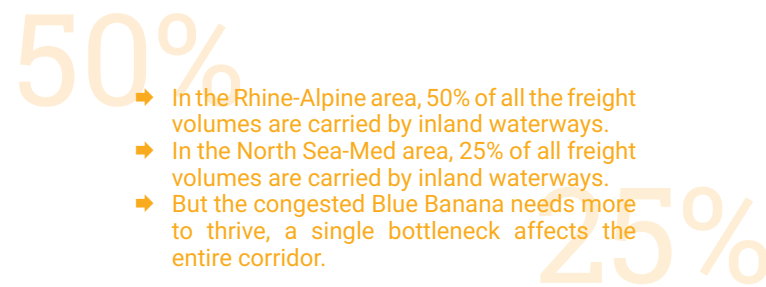 50%
➡ In the Rhine-Alpine area, 50% of all the freight
volumes are carried by inland waterways.
➡ In the North Sea-Med area, 25% of all freight
volumes are carried by inland waterways.
➡ But the congested Blue Banana needs more
to thrive, a single bottleneck affects the
entire corridor.
25%